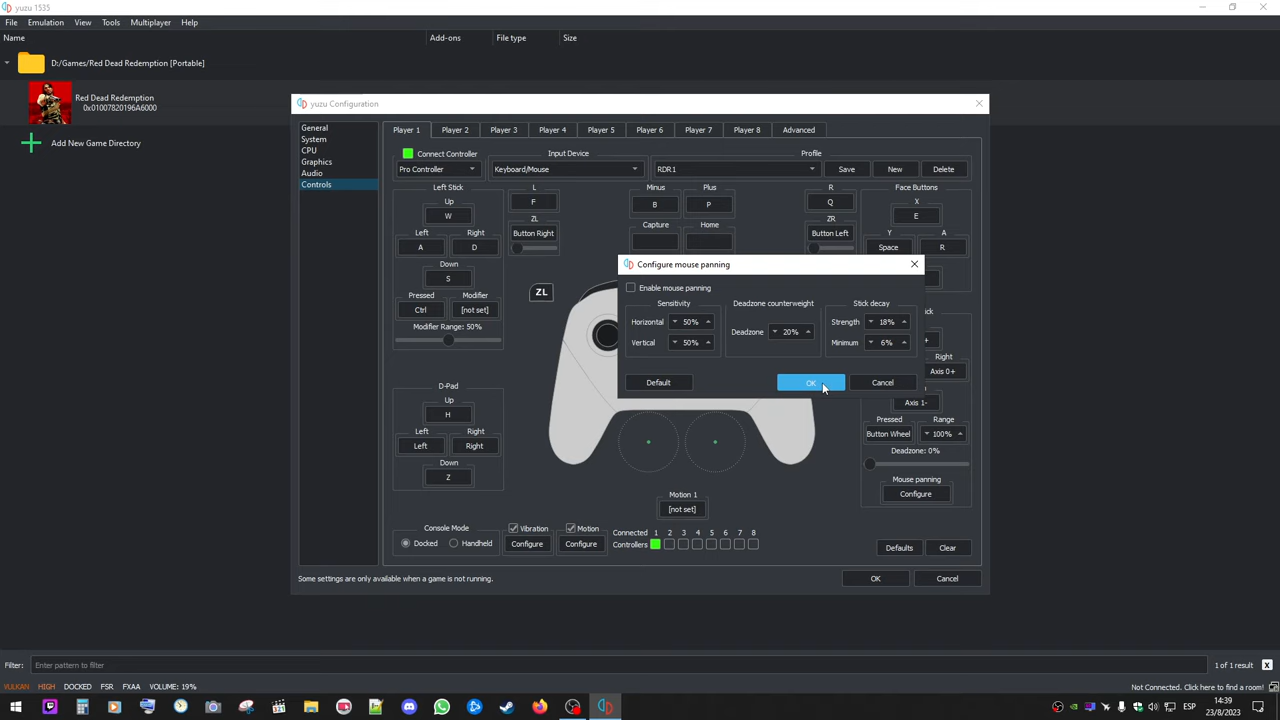 yuzu 1535
File Emulation View Tools Multiplayer Help
Name Add-ons File type Size
D:/Games/Red Dead Redemption [Portable]
Red Dead Redemption
0x01007820196A6000
Add New Game Directory
yuzu Configuration
General
System
CPU
Graphics
Audio
Controls
Player 1 Player 2 Player 3 Player 4 Player 5 Player 6 Player 7 Player 8 Advanced
Connect Controller Input Device Profile
Pro Controller Keyboard/Mouse RDR1 Save New Delete
Left Stick L Minus Plus R Face Buttons
Up F B P Q X
W E
ZL Capture Home ZR
Left Right Y A
A D Button Right Button Left Space R
Down
S
Pressed Modifier
Ctrl [not set]
Modifier Range: 50%
ZL
Configure mouse panning
Enable mouse panning
Sensitivity Deadzone counterweight Stick decay
Horizontal 50% Strength 18%
Deadzone 20%
Vertical 50% Minimum 6%
Default OK Cancel
Right
Axis 0+
Axis 1-
Pressed Range
Button Wheel 100%
Deadzone: 0%
Mouse panning
Configure
D-Pad
Up
H
Left Right
Left Right
Down
Z
Motion 1
[not set]
Console Mode Vibration Motion Connected 1 2 3 4 5 6 7 8
Docked Handheld Configure Configure Controllers Defaults Clear
Some settings are only available when a game is not running. OK Cancel
Filter: Enter pattern to filter 1 of 1 result X
VULKAN HIGH DOCKED FSR FXAA VOLUME: 19% Not Connected. Click here to find a room!
ESP
14:39
23/8/2023